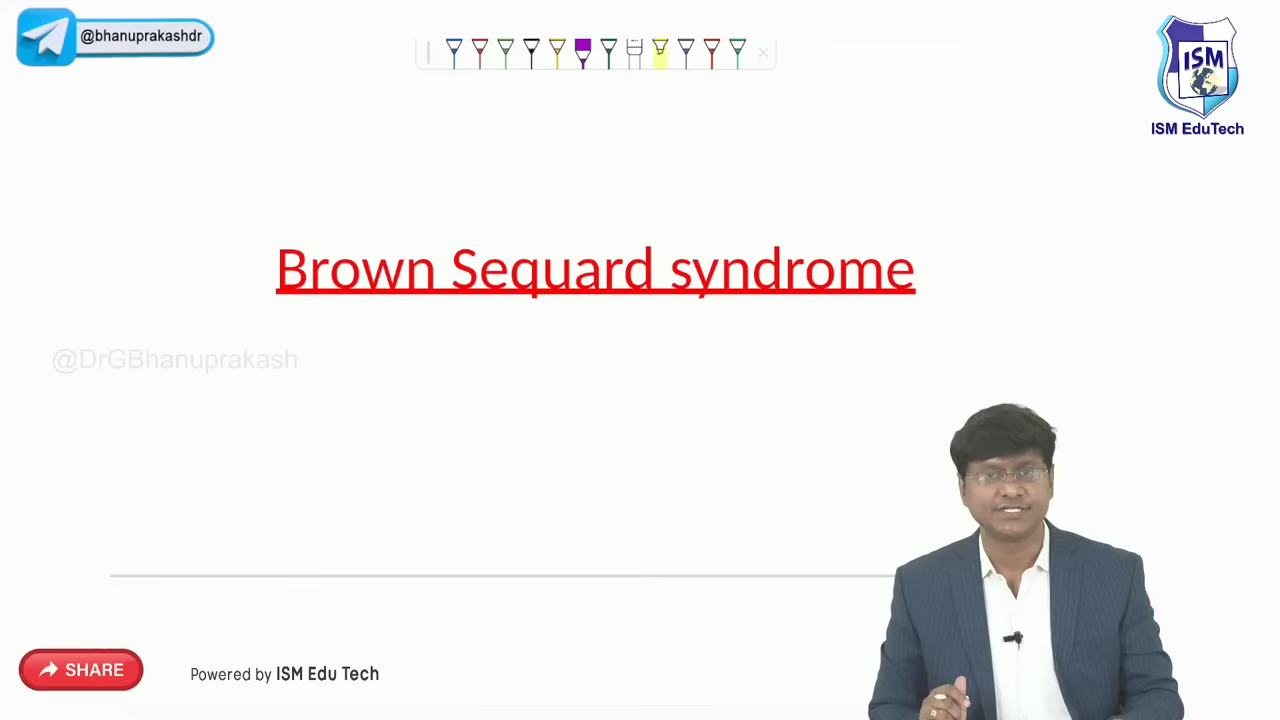 @bhanuprakashdr
ISM
ISM EduTech
Brown Sequard syndrome
@DrGBhanuprakash
SHARE
Powered by ISM Edu Tech